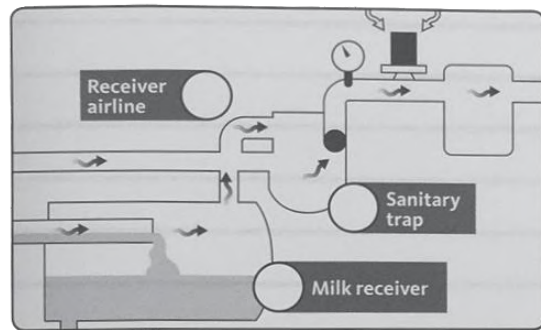 Receiver
airline
Sanitary
trap
Milk receiver